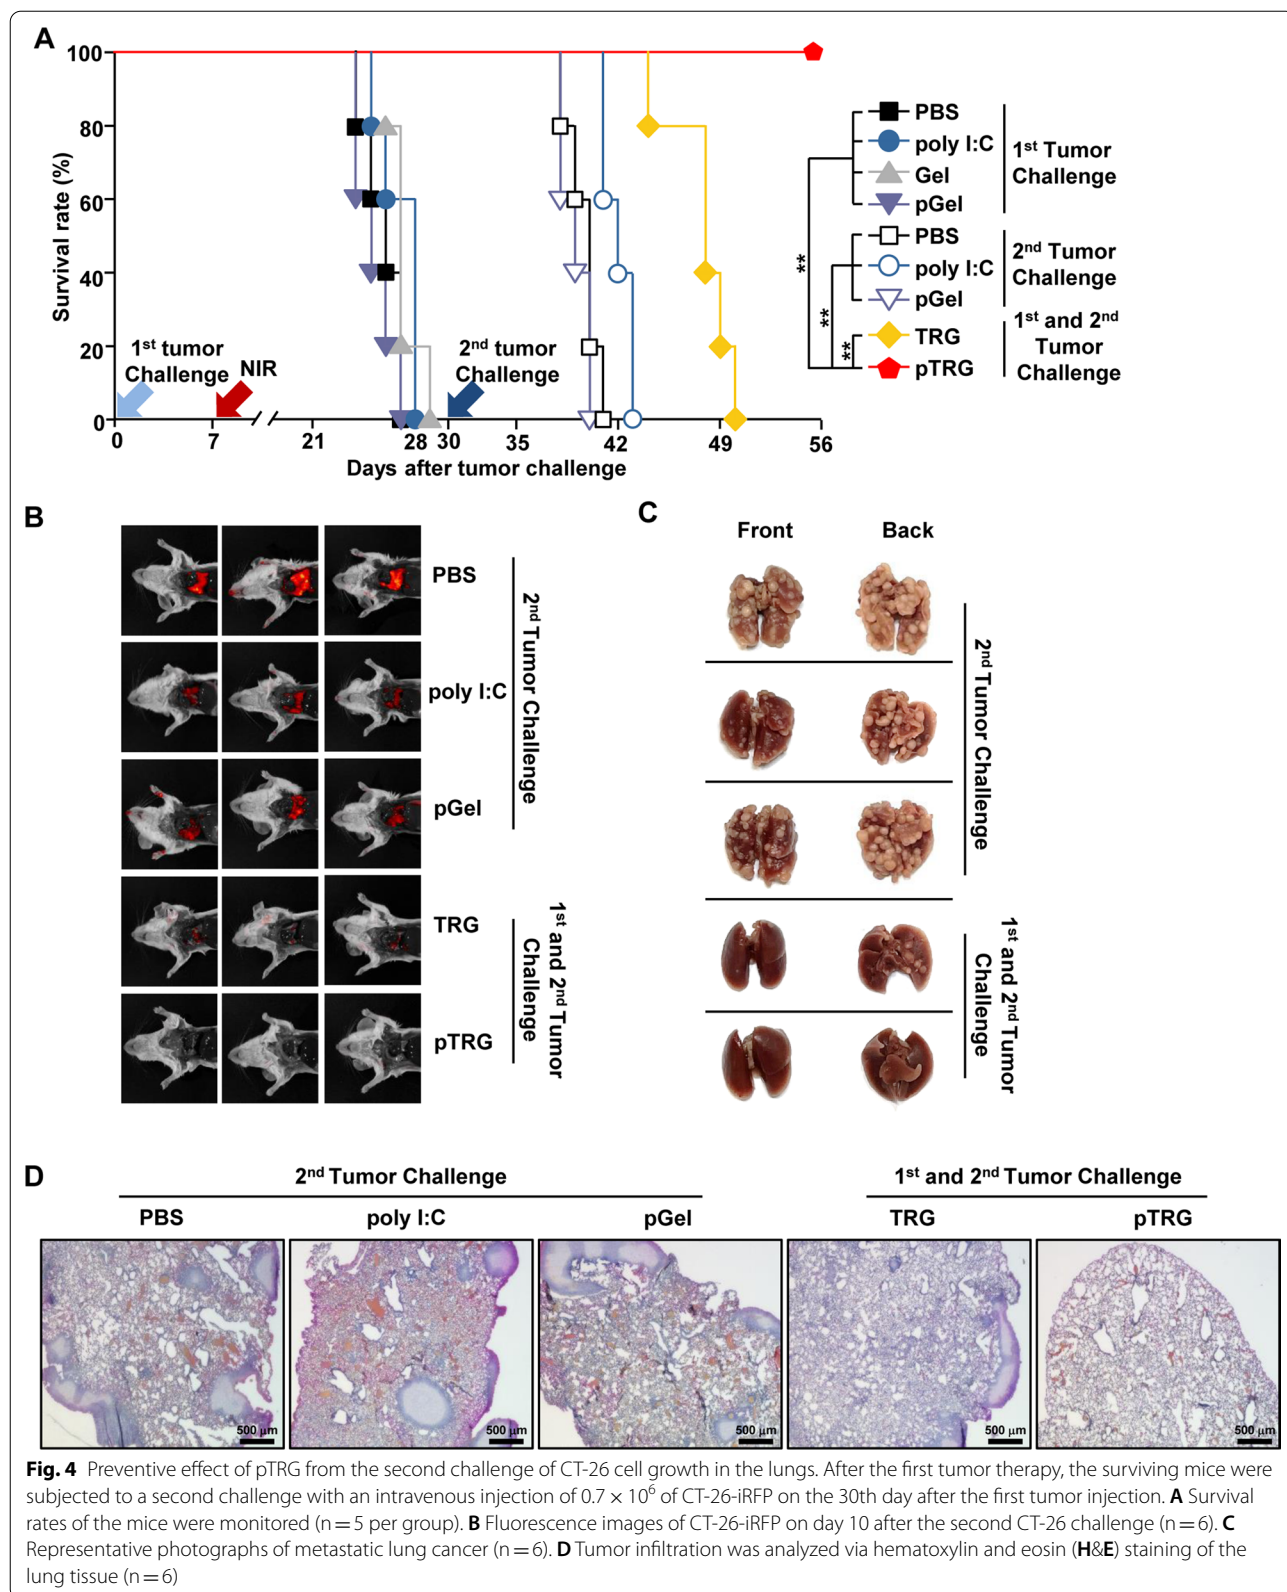 A
100
80
60
40
20
0
Survival rate (%)
1st tumor
Challenge
NIR
2nd tumor
Challenge
0
7
21
28
30
35
42
49
56
Days after tumor challenge
PBS
poly I:C
Gel
pGel
1st Tumor
Challenge
PBS
poly I:C
pGel
2nd Tumor
Challenge
TRG
pTRG
1st and 2nd
Tumor
Challenge
**
**
**
B
PBS
poly I:C
pGel
2nd Tumor Challenge
TRG
pTRG
1st and 2nd Tumor
Challenge
C
Front
Back
2nd Tumor Challenge
1st and 2nd Tumor
Challenge
D
2nd Tumor Challenge
1st and 2nd Tumor Challenge
PBS
poly I:C
pGel
TRG
pTRG
500 µm
500 µm
500 µm
500 µm
500 µm
Fig. 4 Preventive effect of pTRG from the second challenge of CT-26 cell growth in the lungs. After the first tumor therapy, the surviving mice were
subjected to a second challenge with an intravenous injection of 0.7 × 10⁶ of CT-26-iRFP on the 30th day after the first tumor injection. A Survival
rates of the mice were monitored (n = 5 per group). B Fluorescence images of CT-26-iRFP on day 10 after the second CT-26 challenge (n = 6). C
Representative photographs of metastatic lung cancer (n = 6). D Tumor infiltration was analyzed via hematoxylin and eosin (H&E) staining of the
lung tissue (n = 6)